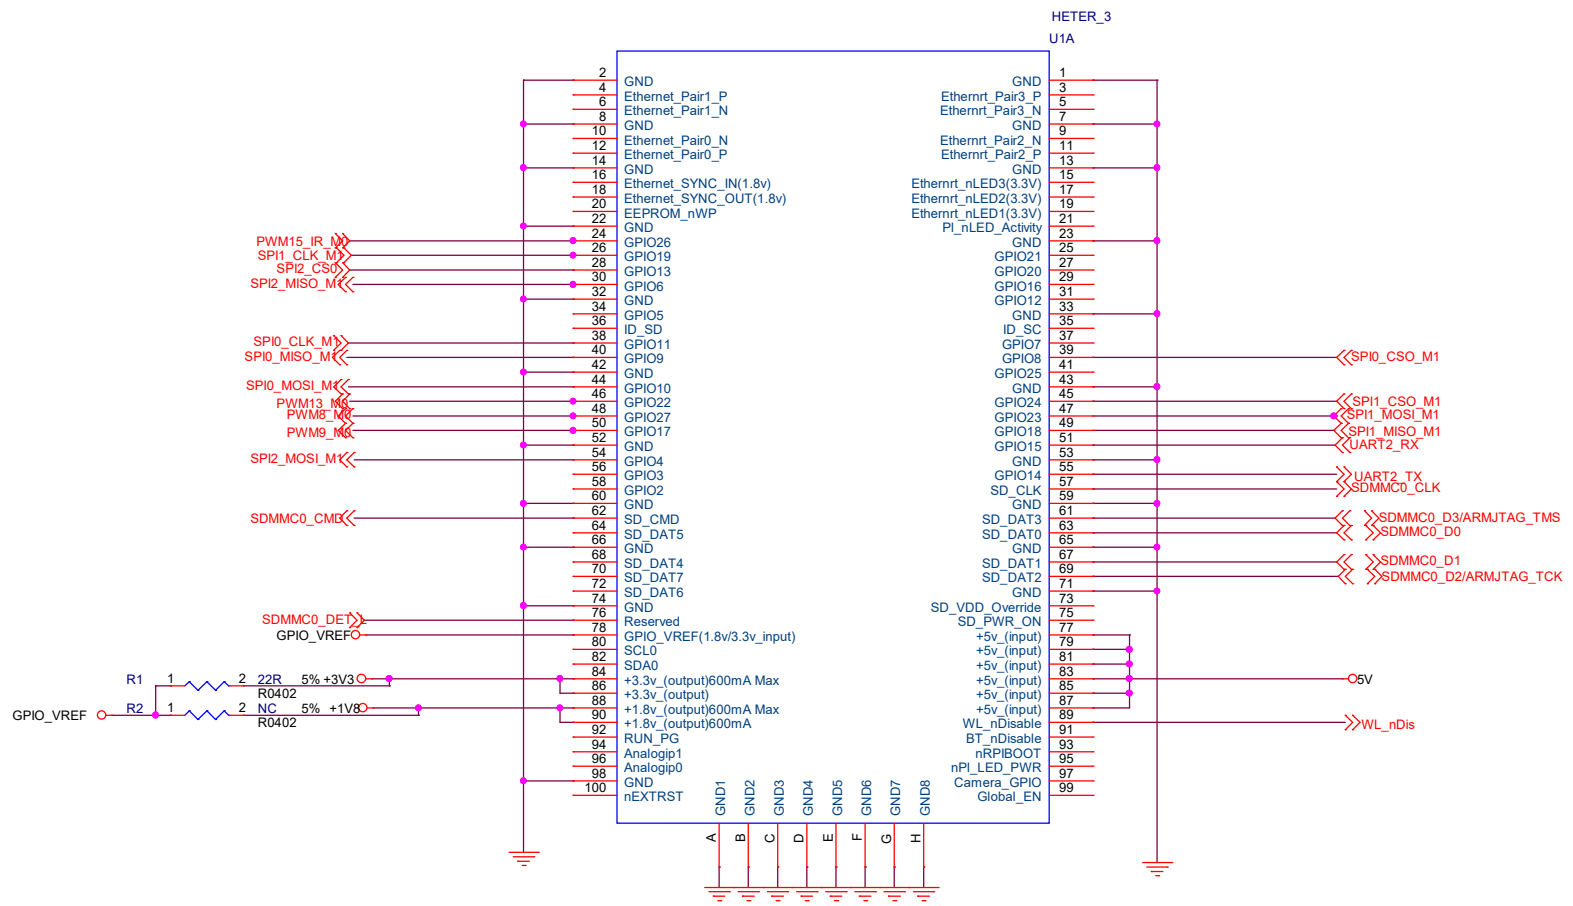 HETER_3
U1A
2 GND
4 Ethernet_Pair1_P
6 Ethernet_Pair1_N
8 GND
10 Ethernet_Pair0_N
12 Ethernet_Pair0_P
14 GND
16 Ethernet_SYNC_IN(1.8v)
18 Ethernet_SYNC_OUT(1.8v)
20 EEPROM_nWP
22 GND
PWM15_IR_M0 24 GPIO26
SPI1_CLK_M1 26 GPIO19
SPI2_CS0 28 GPIO13
SPI2_MISO_M1 30 GPIO6
32 GND
34 GPIO5
36 ID_SD
SPI0_CLK_M1 38 GPIO11
SPI0_MISO_M1 40 GPIO9
42 GND
SPI0_MOSI_M1 44 GPIO10
PWM13_M0 46 GPIO22
PWM8_M0 48 GPIO27
PWM9_M0 50 GPIO17
52 GND
SPI2_MOSI_M1 54 GPIO4
56 GPIO3
58 GPIO2
60 GND
SDMMC0_CMD 62 SD_CMD
64 SD_DAT5
66 GND
68 SD_DAT4
70 SD_DAT7
72 SD_DAT6
74 GND
SDMMC0_DET_L 76 Reserved
GPIO_VREF 78 GPIO_VREF(1.8v/3.3v_input)
80 SCL0
82 SDA0
R1 1 2 22R 5% +3V3 84 +3.3v_(output)600mA Max
R0402 86 +3.3v_(output)
GPIO_VREF R2 1 2 NC 5% +1V8 88 +1.8v_(output)600mA Max
R0402 90 +1.8v_(output)600mA
92 RUN_PG
94 Analogip1
96 Analogip0
98 GND
100 nEXTRST
GND 1
Ethernrt_Pair3_P 3
Ethernrt_Pair3_N 5
GND 7
Ethernrt_Pair2_N 9
Ethernrt_Pair2_P 11
GND 13
Ethernrt_nLED3(3.3V) 15
Ethernrt_nLED2(3.3V) 17
Ethernrt_nLED1(3.3V) 19
PI_nLED_Activity 21
GND 23
GPIO21 25
GPIO20 27
GPIO16 29
GPIO12 31
GND 33
ID_SC 35
GPIO7 37
GPIO8 39 SPI0_CSO_M1
GPIO25 41
GND 43
GPIO24 45 SPI1_CSO_M1
GPIO23 47 SPI1_MOSI_M1
GPIO18 49 SPI1_MISO_M1
GPIO15 51 UART2_RX
GND 53
GPIO14 55 UART2_TX
SD_CLK 57 SDMMC0_CLK
GND 59
SD_DAT3 61 SDMMC0_D3/ARMJTAG_TMS
SD_DAT0 63 SDMMC0_D0
GND 65
SD_DAT1 67 SDMMC0_D1
SD_DAT2 69 SDMMC0_D2/ARMJTAG_TCK
GND 71
SD_VDD_Override 73
SD_PWR_ON 75
+5v_(input) 77
+5v_(input) 79
+5v_(input) 81
+5v_(input) 83 5V
+5v_(input) 85
+5v_(input) 87
WL_nDisable 89 WL_nDis
BT_nDisable 91
nRPIBOOT 93
nPI_LED_PWR 95
Camera_GPIO 97
Global_EN 99
GND1 GND2 GND3 GND4 GND5 GND6 GND7 GND8
A B C D E F G H